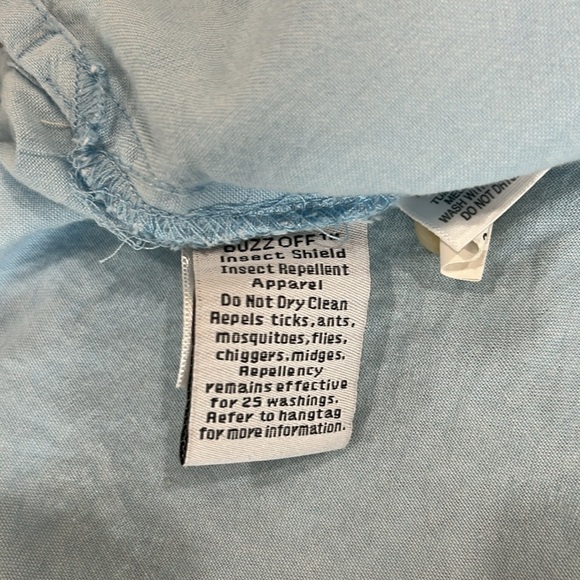 BUZZ OFF™
Insect Shield
Insect Repellent
Apparel
Do Not Dry Clean
Repels ticks,ants,
mosquitoes,flies,
chiggers.midges.
Repellency
remains effective
for 25 washings.
Refer to hangtag
for more information.
WASH WITH
DO NOT DRY